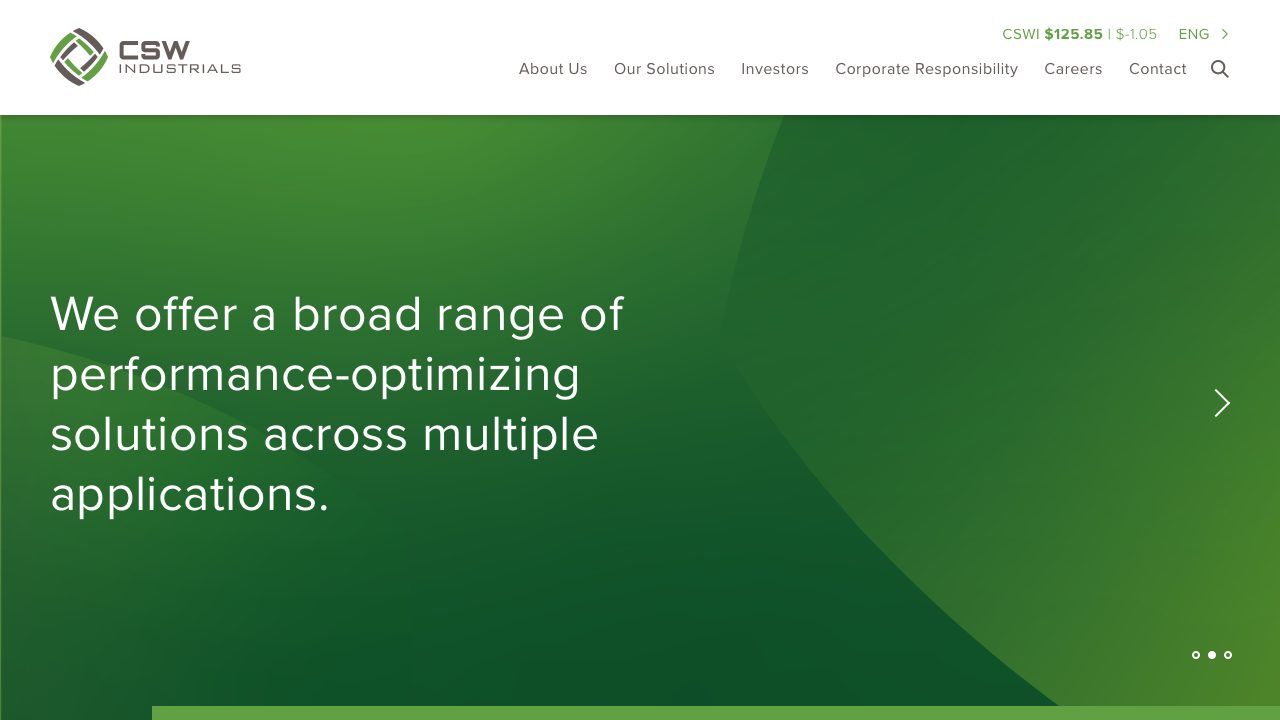 CSW
INDUSTRIALS
CSWI $125.85 | $-1.05 ENG
About Us Our Solutions Investors Corporate Responsibility Careers Contact
We offer a broad range of
performance-optimizing
solutions across multiple
applications.